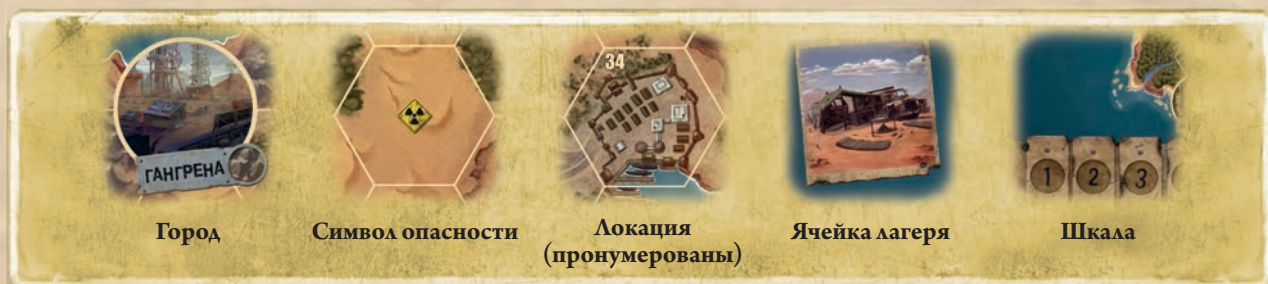 ГАНГРЕНА
34
1 2 3
Город
Символ опасности
Локация
(пронумерованы)
Ячейка лагеря
Шкала